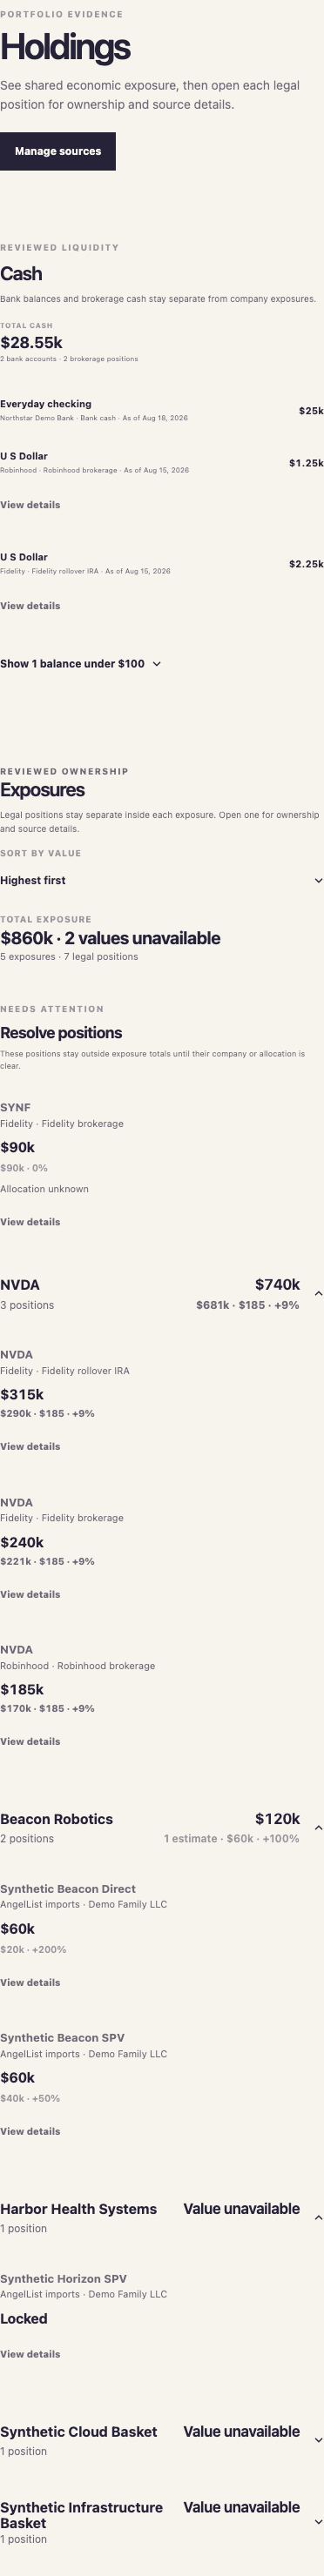 PORTFOLIO EVIDENCE
Holdings
See shared economic exposure, then open each legal
position for ownership and source details.
Manage sources
REVIEWED LIQUIDITY
Cash
Bank balances and brokerage cash stay separate from company exposures.
TOTAL CASH
$28.55k
2 bank accounts · 2 brokerage positions
Everyday checking
$25k
Northstar Demo Bank · Bank cash · As of Aug 18, 2026
U S Dollar
$1.25k
Robinhood · Robinhood brokerage · As of Aug 15, 2026
View details
U S Dollar
$2.25k
Fidelity · Fidelity rollover IRA · As of Aug 15, 2026
View details
Show 1 balance under $100
REVIEWED OWNERSHIP
Exposures
Legal positions stay separate inside each exposure. Open one for ownership
and source details.
SORT BY VALUE
Highest first
TOTAL EXPOSURE
$860k · 2 values unavailable
5 exposures · 7 legal positions
NEEDS ATTENTION
Resolve positions
These positions stay outside exposure totals until their company or allocation is
clear.
SYNF
Fidelity · Fidelity brokerage
$90k
$90k · 0%
Allocation unknown
View details
NVDA $740k
3 positions $681k · $185 · +9%
NVDA
Fidelity · Fidelity rollover IRA
$315k
$290k · $185 · +9%
View details
NVDA
Fidelity · Fidelity brokerage
$240k
$221k · $185 · +9%
View details
NVDA
Robinhood · Robinhood brokerage
$185k
$170k · $185 · +9%
View details
Beacon Robotics $120k
2 positions 1 estimate · $60k · +100%
Synthetic Beacon Direct
AngelList imports · Demo Family LLC
$60k
$20k · +200%
View details
Synthetic Beacon SPV
AngelList imports · Demo Family LLC
$60k
$40k · +50%
View details
Harbor Health Systems Value unavailable
1 position
Synthetic Horizon SPV
AngelList imports · Demo Family LLC
Locked
View details
Synthetic Cloud Basket Value unavailable
1 position
Synthetic Infrastructure Value unavailable
Basket
1 position